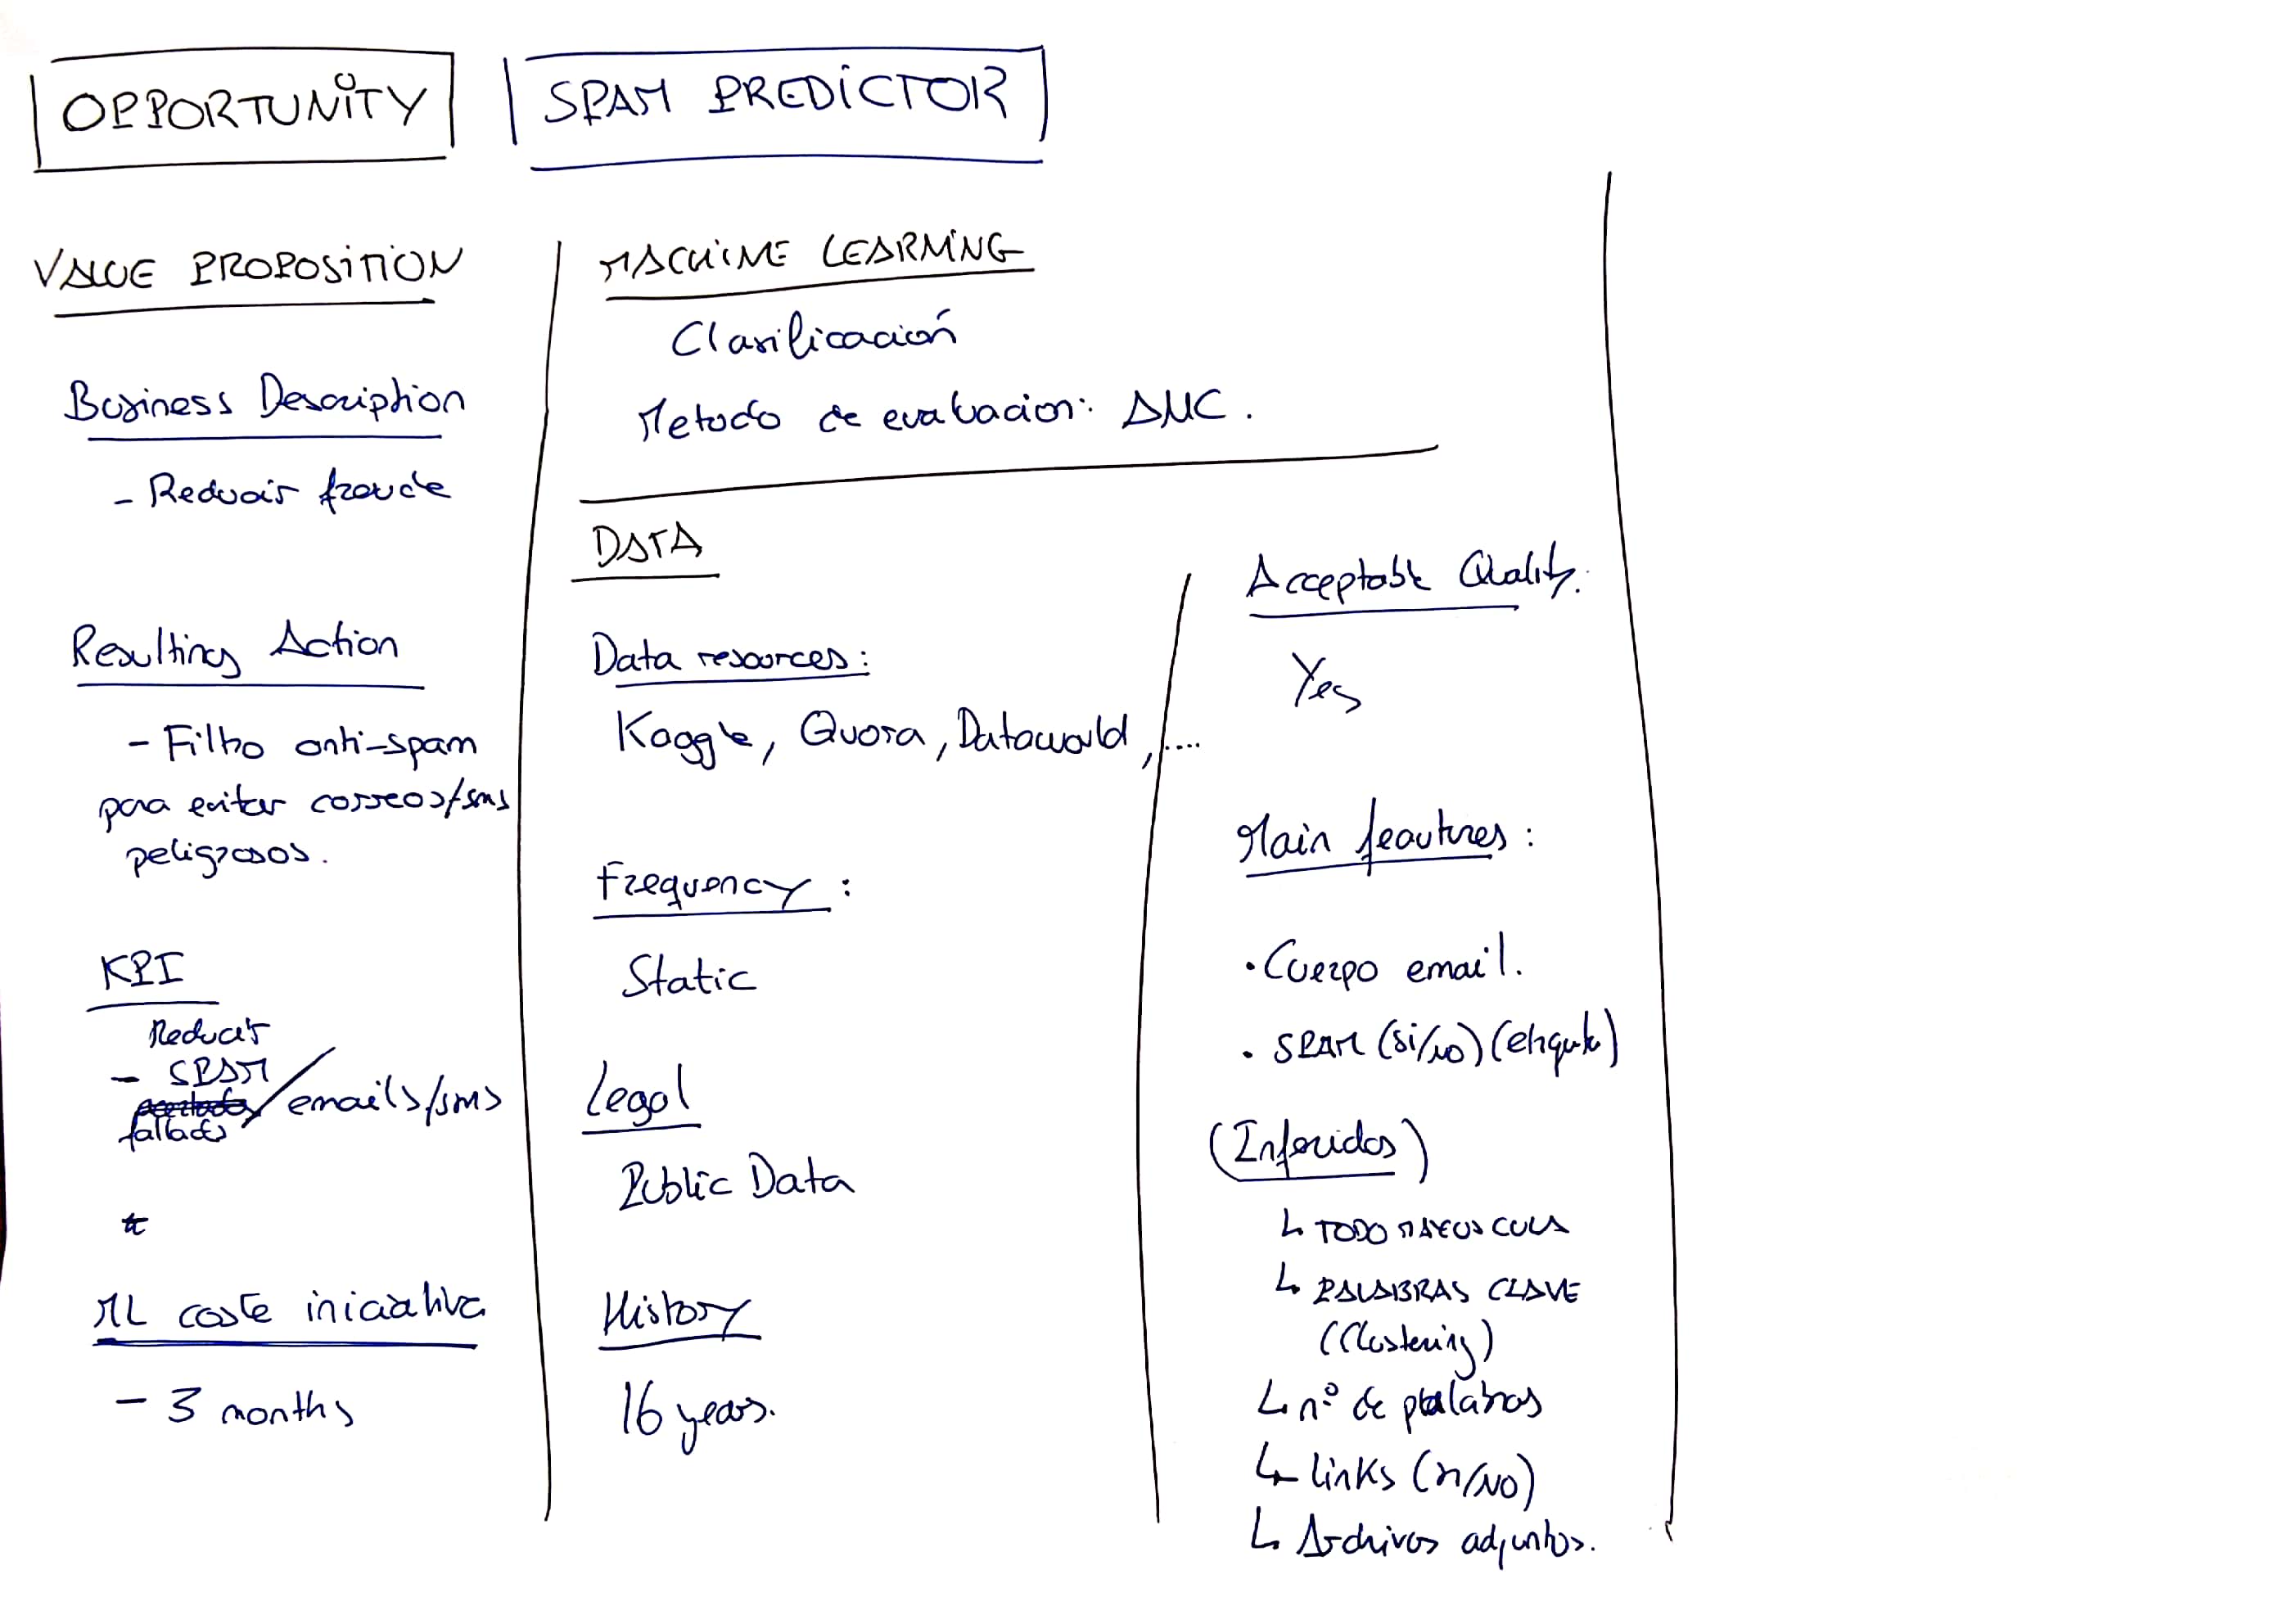 OPPORTUNITY
SPAM PREDICTOR
VALUE PROPOSITION
Business Description
- Reducir fraude
Resulting Action
- Filtro anti-spam
para evitar correos/sms
peligrosos.
KPI
Reducir
- SPAM
fallados / emails/sms
ML coste iniciativa
- 3 months
MACHINE LEARNING
Clasificación
Metodo de evaluacion: AUC.
DATA
Data resources:
Kaggle, Quora, Dataworld, ....
Frequency:
Static
Legal
Public Data
History
16 years.
Acceptable Quality.
Yes
Main feautures:
• Cuerpo email.
• SPAM (si/no) (etiqueta)
(Inferidos)
↳ TODO MAYUSCULA
↳ PALABRAS CLAVE
(Clustering)
↳ nº de palabras
↳ links (si/NO)
↳ Archivos adjuntos.